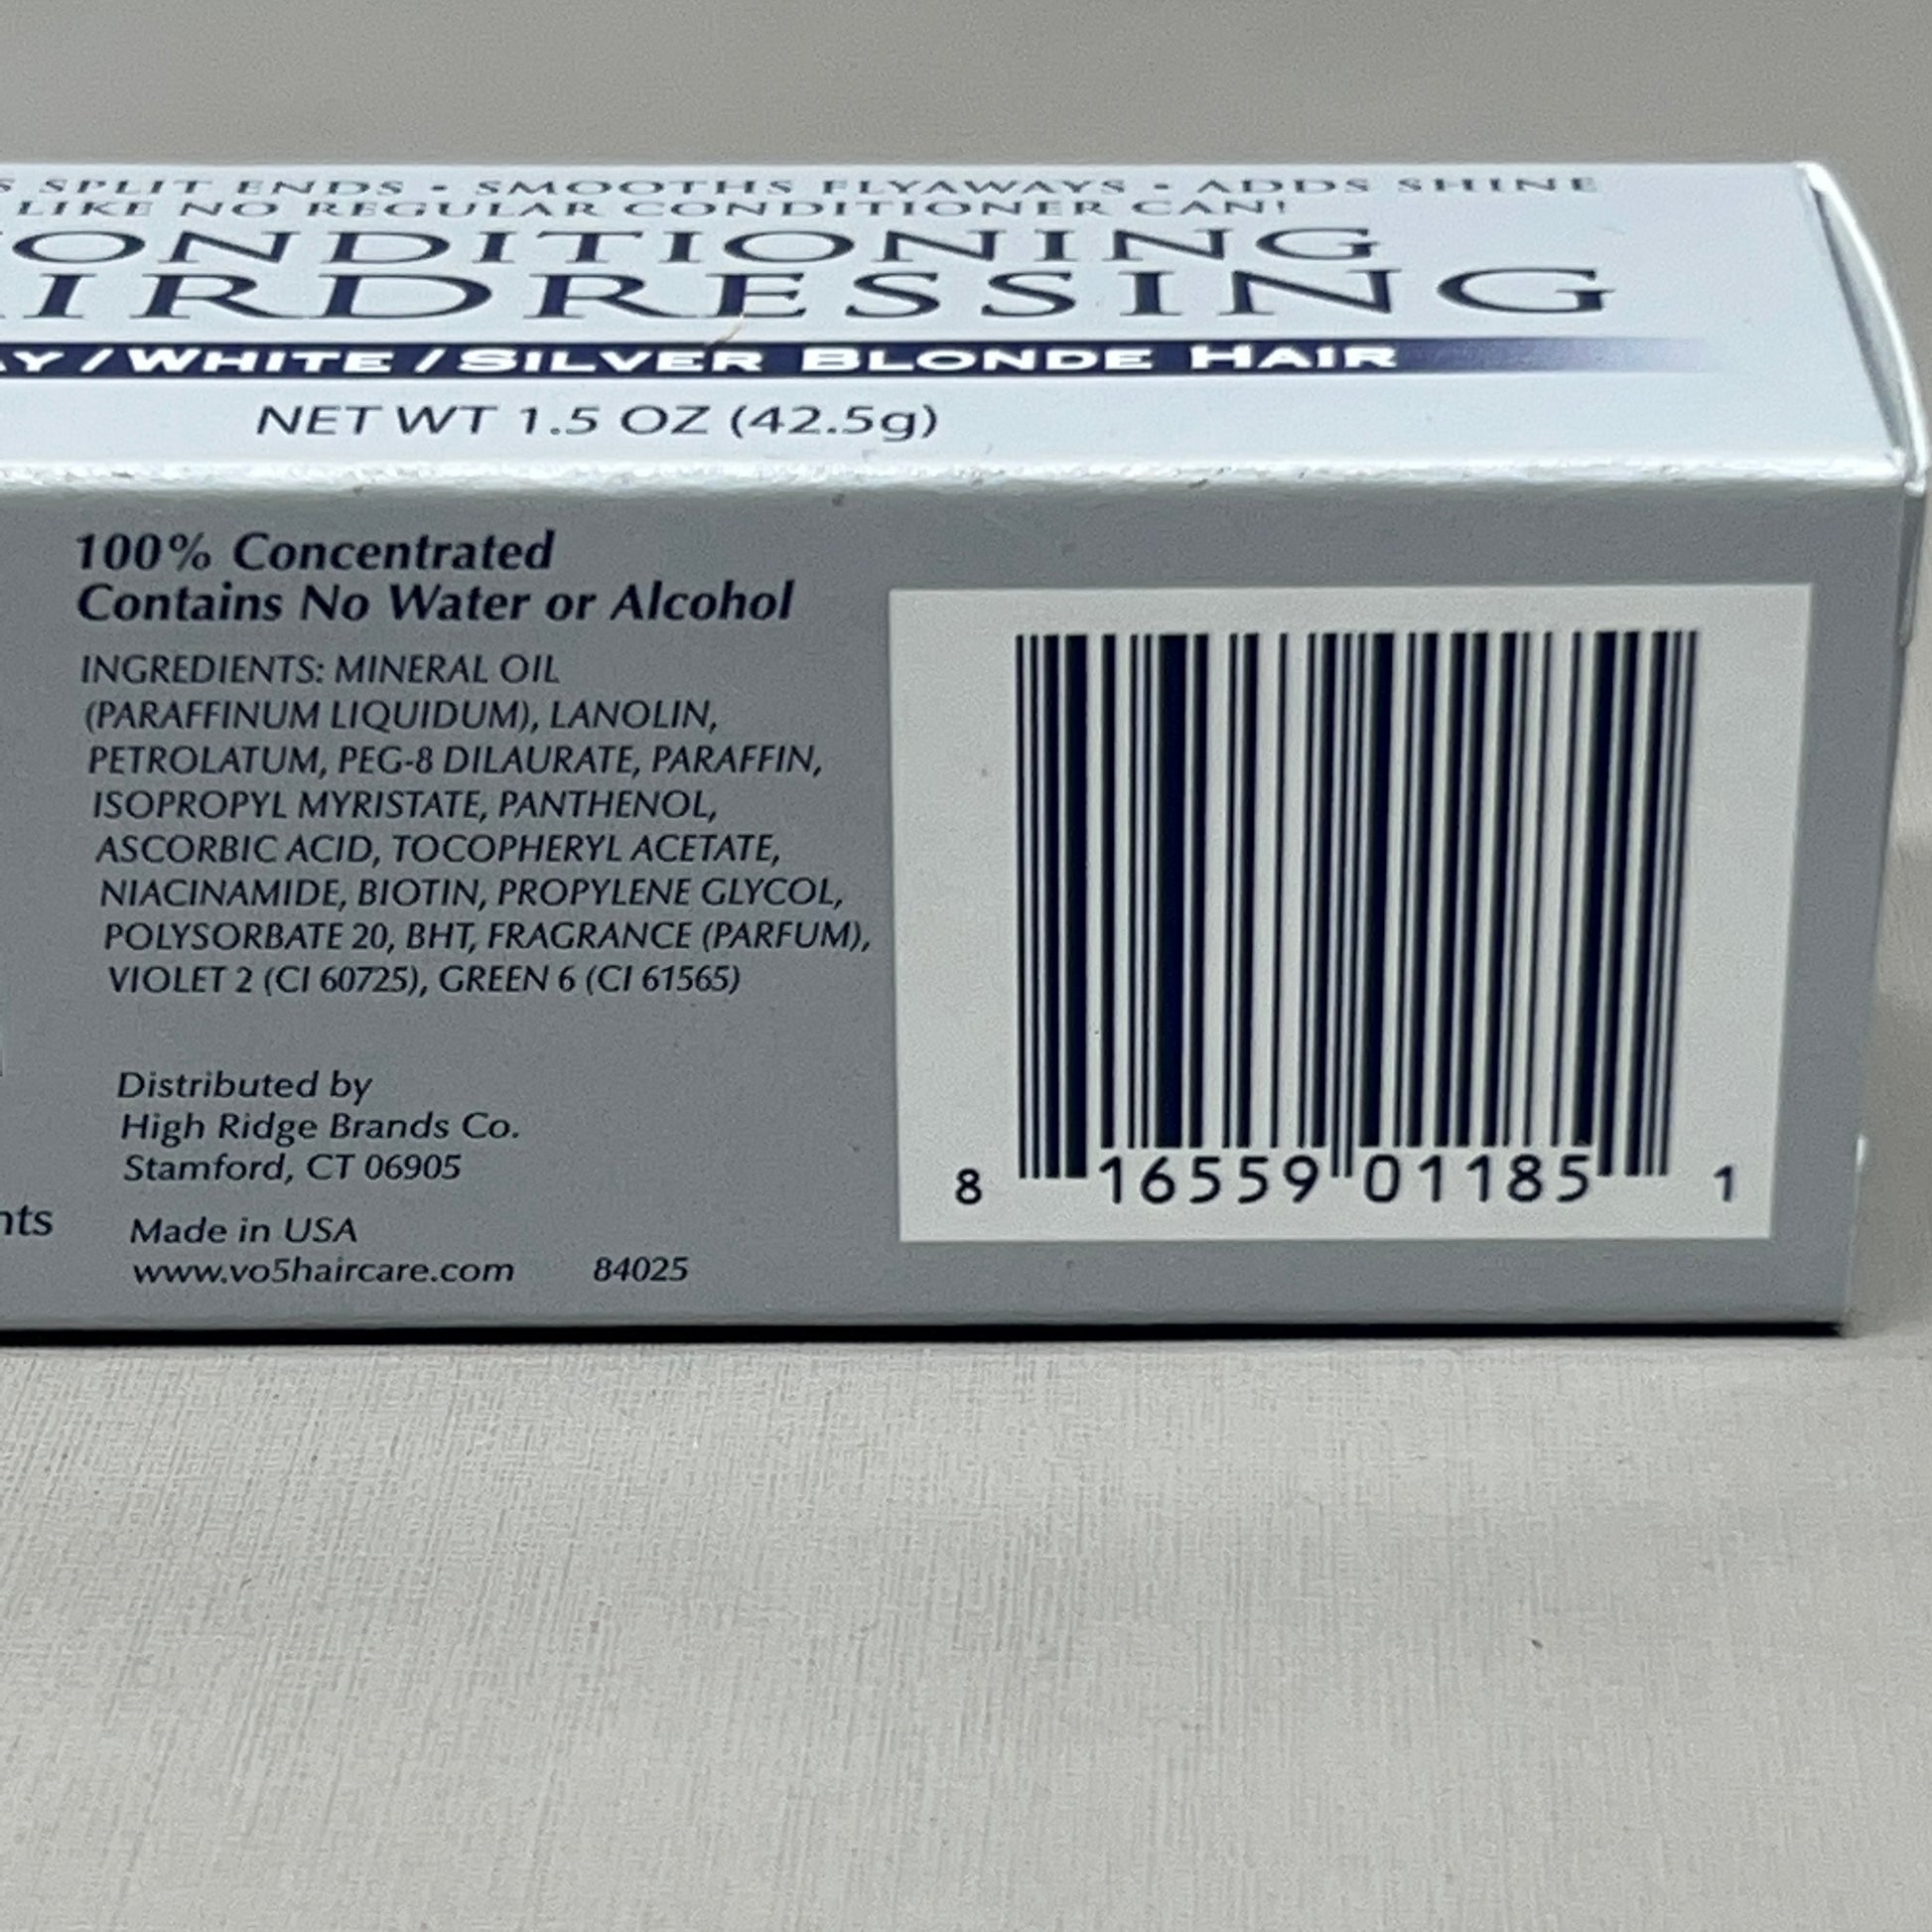 SPLIT ENDS • SMOOTHS FLYAWAYS • ADDS SHINE
LIKE NO REGULAR CONDITIONER CAN!
ONDITIONING
IRDRESSING
AY/WHITE/SILVER BLONDE HAIR
NET WT 1.5 OZ (42.5g)
100% Concentrated
Contains No Water or Alcohol
INGREDIENTS: MINERAL OIL
(PARAFFINUM LIQUIDUM), LANOLIN,
PETROLATUM, PEG-8 DILAURATE, PARAFFIN,
ISOPROPYL MYRISTATE, PANTHENOL,
ASCORBIC ACID, TOCOPHERYL ACETATE,
NIACINAMIDE, BIOTIN, PROPYLENE GLYCOL,
POLYSORBATE 20, BHT, FRAGRANCE (PARFUM),
VIOLET 2 (CI 60725), GREEN 6 (CI 61565)
Distributed by
High Ridge Brands Co.
Stamford, CT 06905
nts
Made in USA
www.vo5haircare.com 84025
8 16559 01185 1